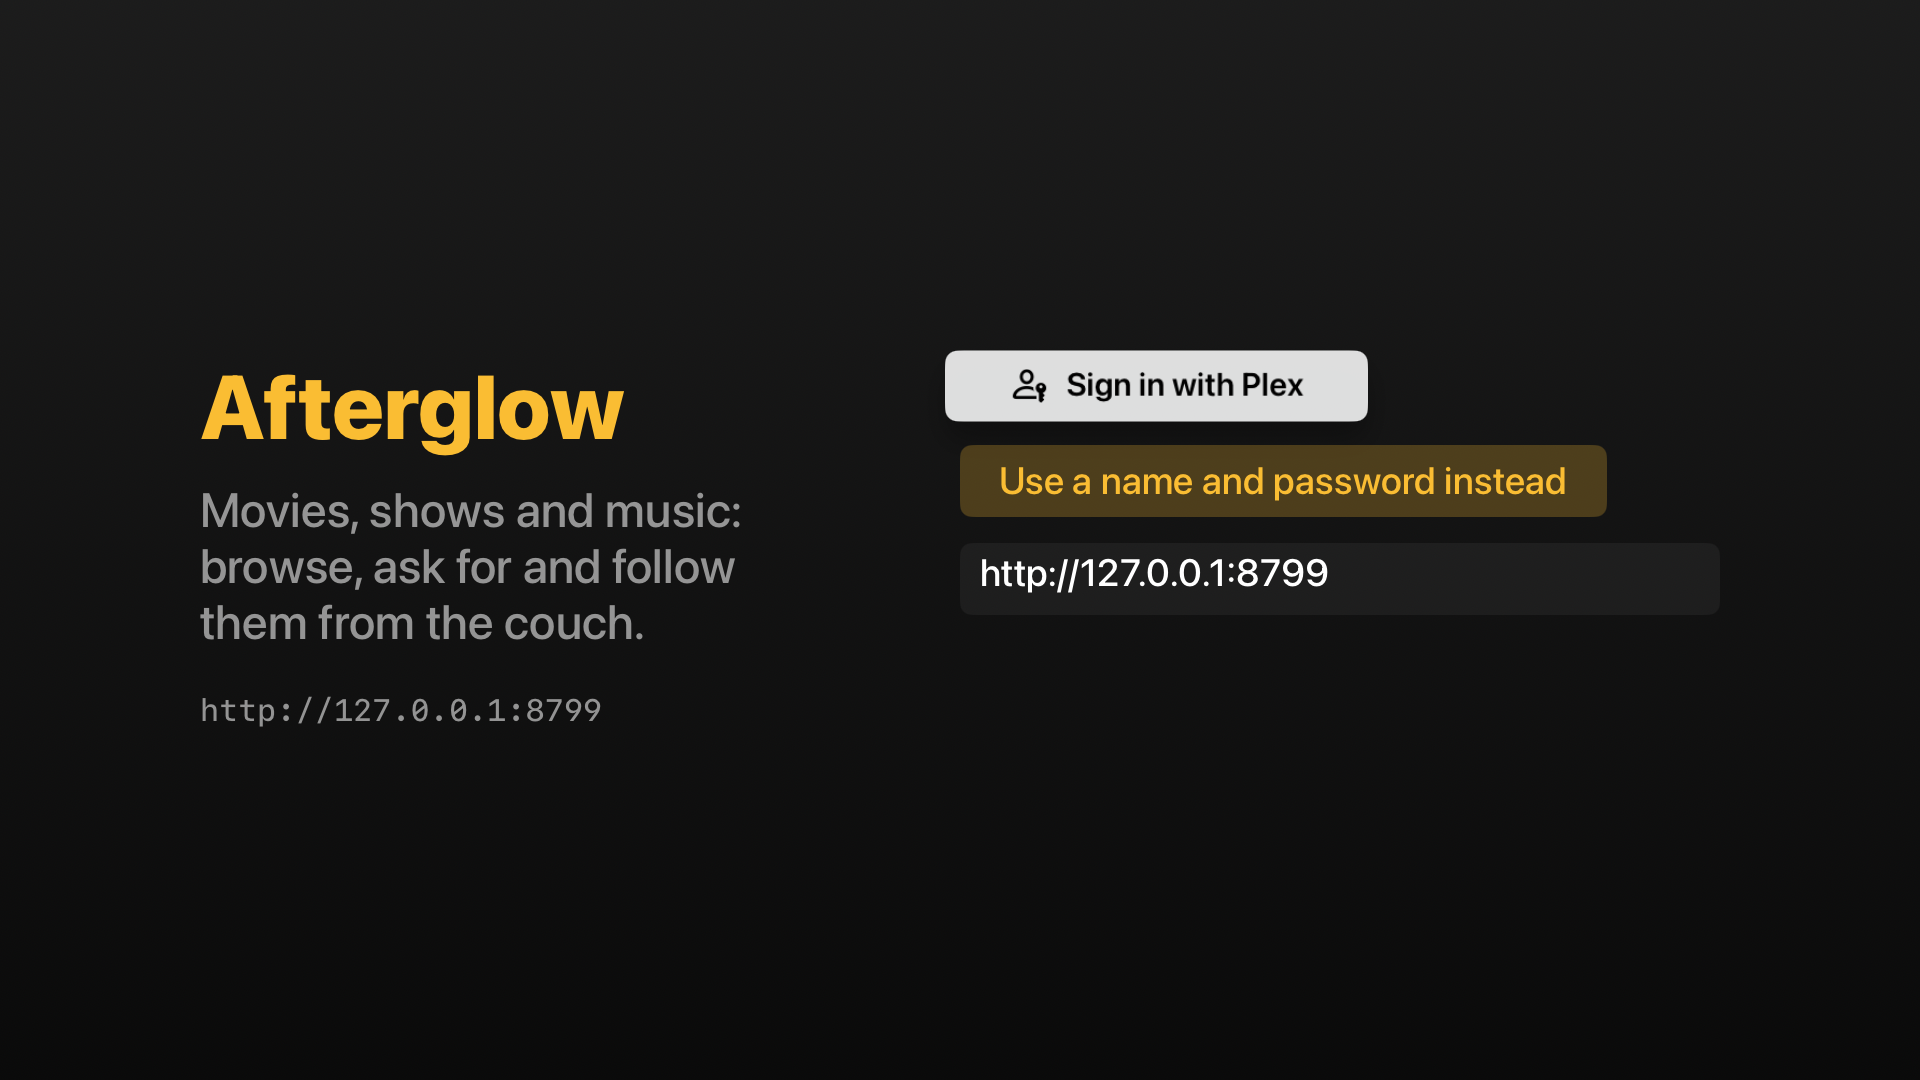 Afterglow
Movies, shows and music:
browse, ask for and follow
them from the couch.
http://127.0.0.1:8799
Sign in with Plex
Use a name and password instead
http://127.0.0.1:8799